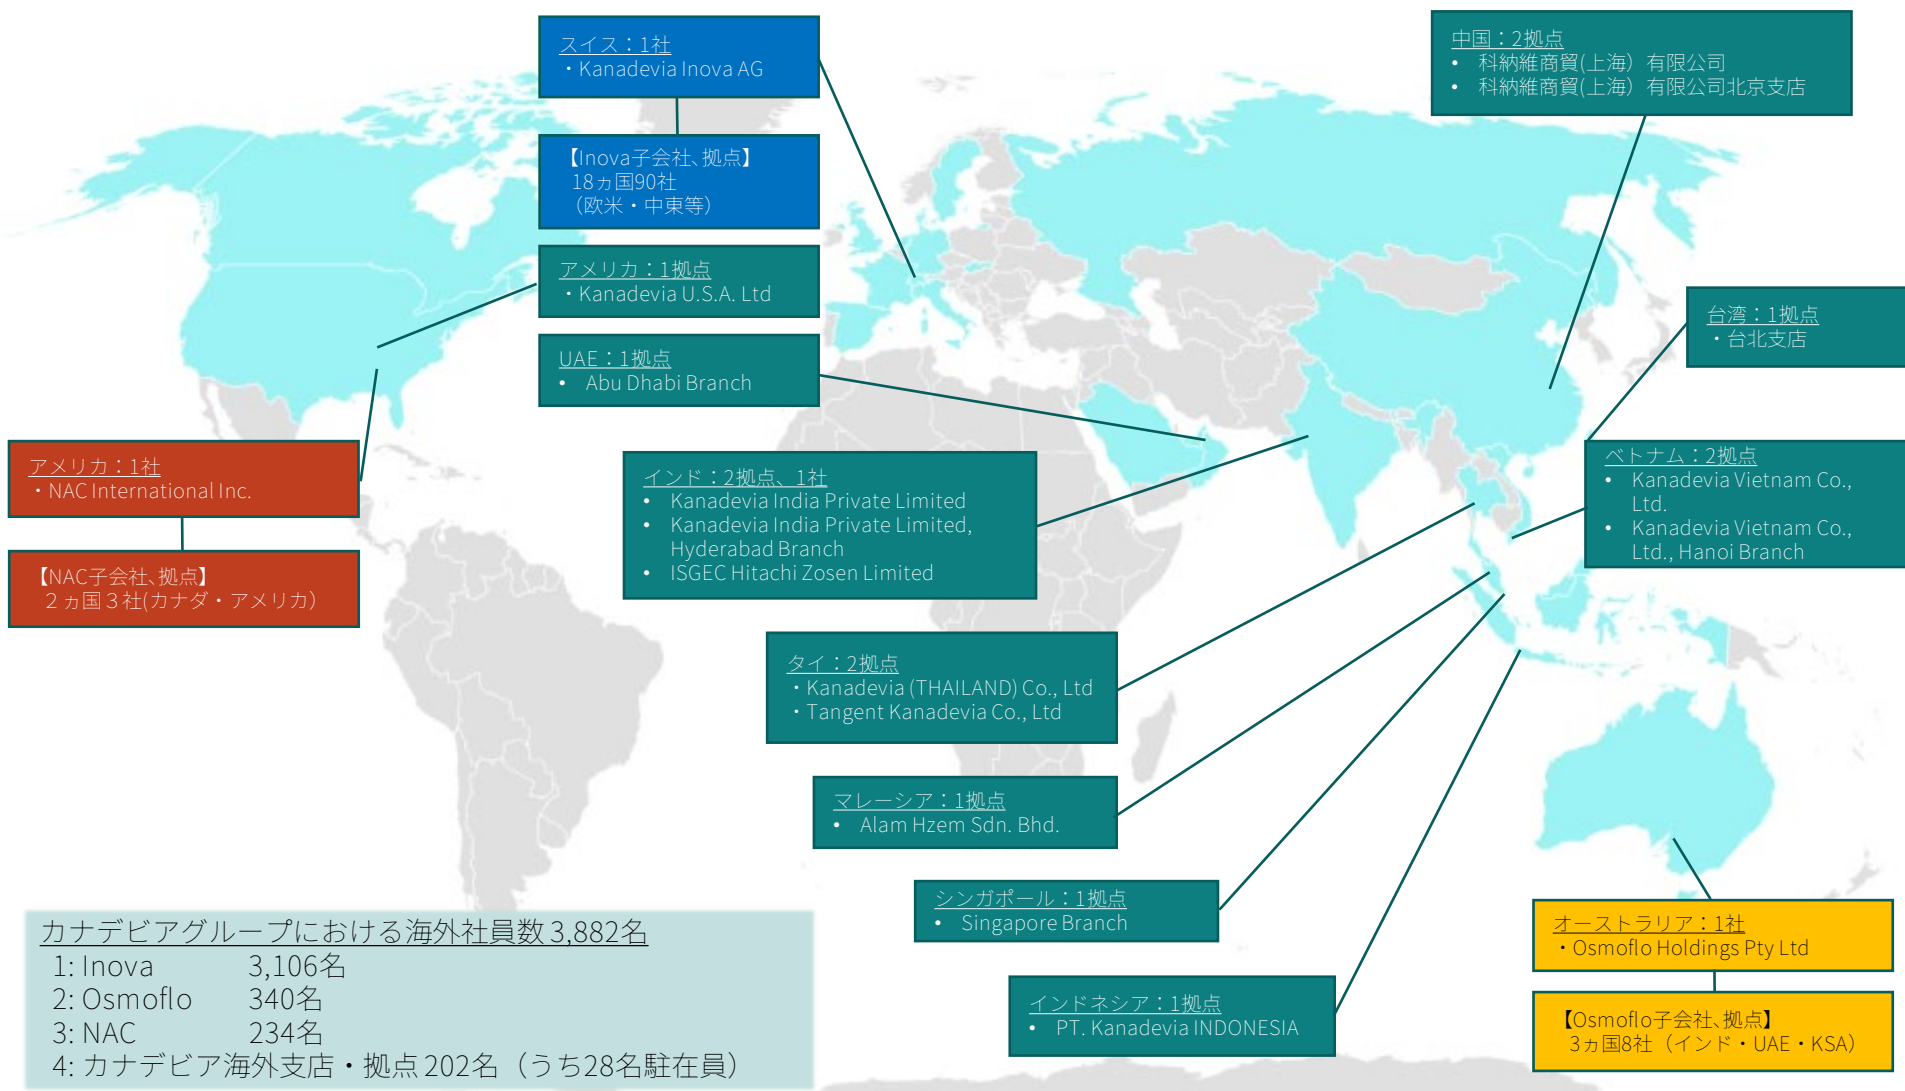 スイス：1社
・Kanadevia Inova AG
【Inova子会社、拠点】
18ヵ国90社
（欧米・中東等）
アメリカ：1拠点
・Kanadevia U.S.A. Ltd
UAE：1拠点
• Abu Dhabi Branch
中国：2拠点
• 科納維商貿(上海）有限公司
• 科納維商貿(上海）有限公司北京支店
台湾：1拠点
・台北支店
アメリカ：1社
・NAC International Inc.
【NAC子会社、拠点】
２ヵ国３社(カナダ・アメリカ）
インド：2拠点、1社
• Kanadevia India Private Limited
• Kanadevia India Private Limited,
Hyderabad Branch
• ISGEC Hitachi Zosen Limited
ベトナム：2拠点
• Kanadevia Vietnam Co.,
Ltd.
• Kanadevia Vietnam Co.,
Ltd., Hanoi Branch
タイ：2拠点
・Kanadevia (THAILAND) Co., Ltd
・Tangent Kanadevia Co., Ltd
マレーシア：1拠点
• Alam Hzem Sdn. Bhd.
シンガポール：1拠点
• Singapore Branch
インドネシア：1拠点
• PT. Kanadevia INDONESIA
オーストラリア：1社
・Osmoflo Holdings Pty Ltd
【Osmoflo子会社、拠点】
3ヵ国8社（インド・UAE・KSA）
カナデビアグループにおける海外社員数 3,882名
1: Inova 3,106名
2: Osmoflo 340名
3: NAC 234名
4: カナデビア海外支店・拠点 202名（うち28名駐在員）